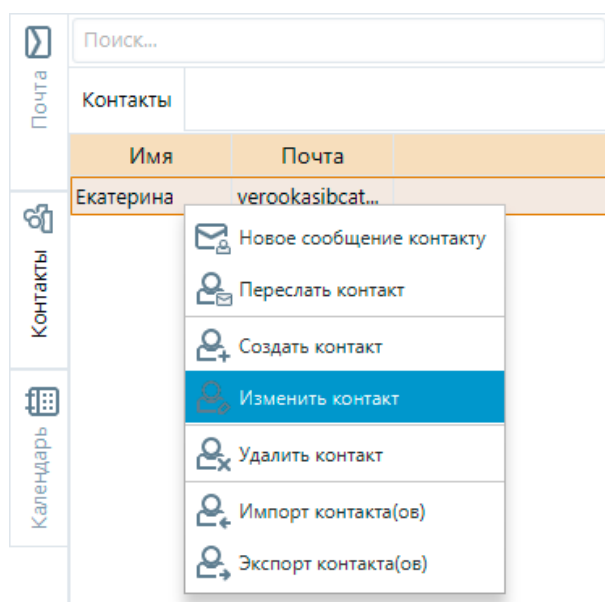 Поиск...
Почта
Контакты
Имя Почта
Екатерина verookasibcat...
Контакты
Календарь
Новое сообщение контакту
Переслать контакт
Создать контакт
Изменить контакт
Удалить контакт
Импорт контакта(ов)
Экспорт контакта(ов)